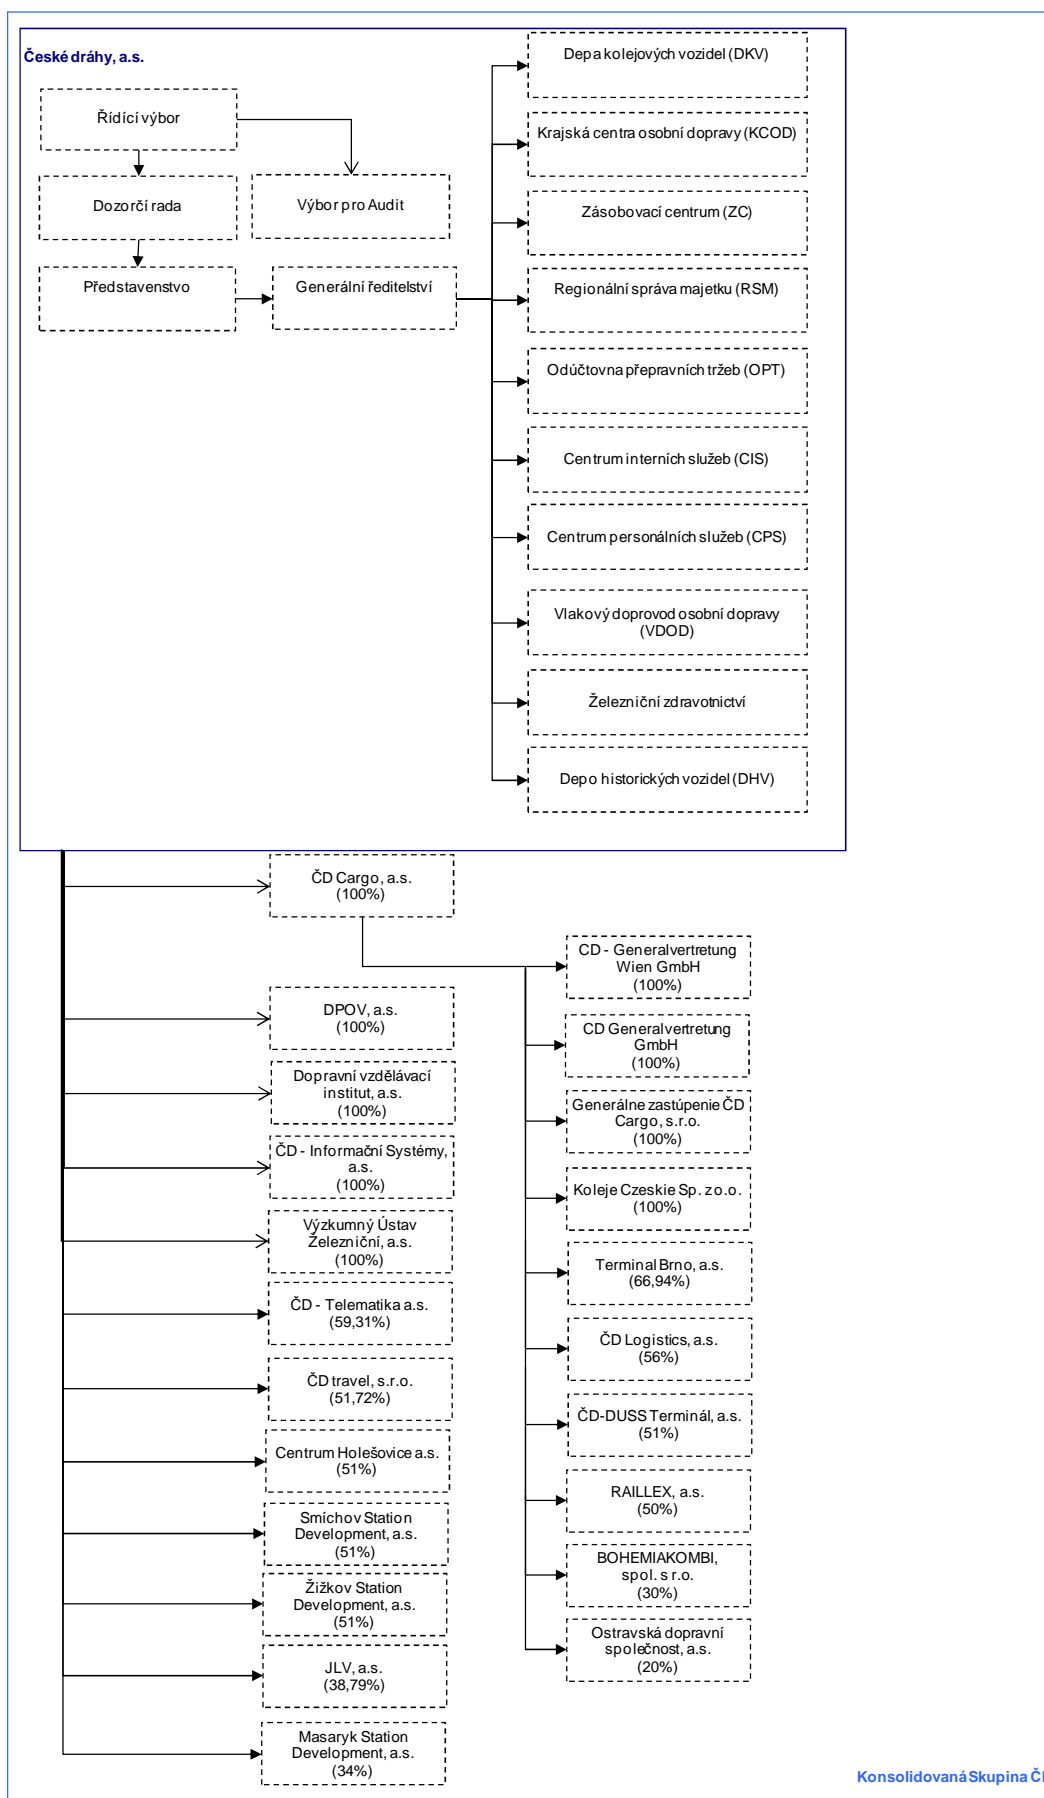 České dráhy, a.s.
Řídící výbor
Dozorčí rada
Výbor pro Audit
Představenstvo
Generální ředitelství
Depa kolejových vozidel (DKV)
Krajská centra osobní dopravy (KCOD)
Zásobovací centrum (ZC)
Regionální správa majetku (RSM)
Odúčtovna přepravních tržeb (OPT)
Centrum interních služeb (CIS)
Centrum personálních služeb (CPS)
Vlakový doprovod osobní dopravy
(VDOD)
Železniční zdravotnictví
Depo historických vozidel (DHV)
ČD Cargo, a.s.
(100%)
DPOV, a.s.
(100%)
Dopravní vzdělávací
institut, a.s.
(100%)
ČD - Informační Systémy,
a.s.
(100%)
Výzkumný Ústav
Železniční, a.s.
(100%)
ČD - Telematika a.s.
(59,31%)
ČD travel, s.r.o.
(51,72%)
Centrum Holešovice a.s.
(51%)
Smíchov Station
Development, a.s.
(51%)
Žižkov Station
Development, a.s.
(51%)
JLV, a.s.
(38,79%)
Masaryk Station
Development, a.s.
(34%)
CD - Generalvertretung
Wien GmbH
(100%)
CD Generalvertretung
GmbH
(100%)
Generálne zastúpenie ČD
Cargo, s.r.o.
(100%)
Koleje Czeskie Sp. z o.o.
(100%)
Terminal Brno, a.s.
(66,94%)
ČD Logistics, a.s.
(56%)
ČD-DUSS Terminál, a.s.
(51%)
RAILLEX, a.s.
(50%)
BOHEMIAKOMBI,
spol. s r.o.
(30%)
Ostravská dopravní
společnost, a.s.
(20%)
Konsolidovaná Skupina